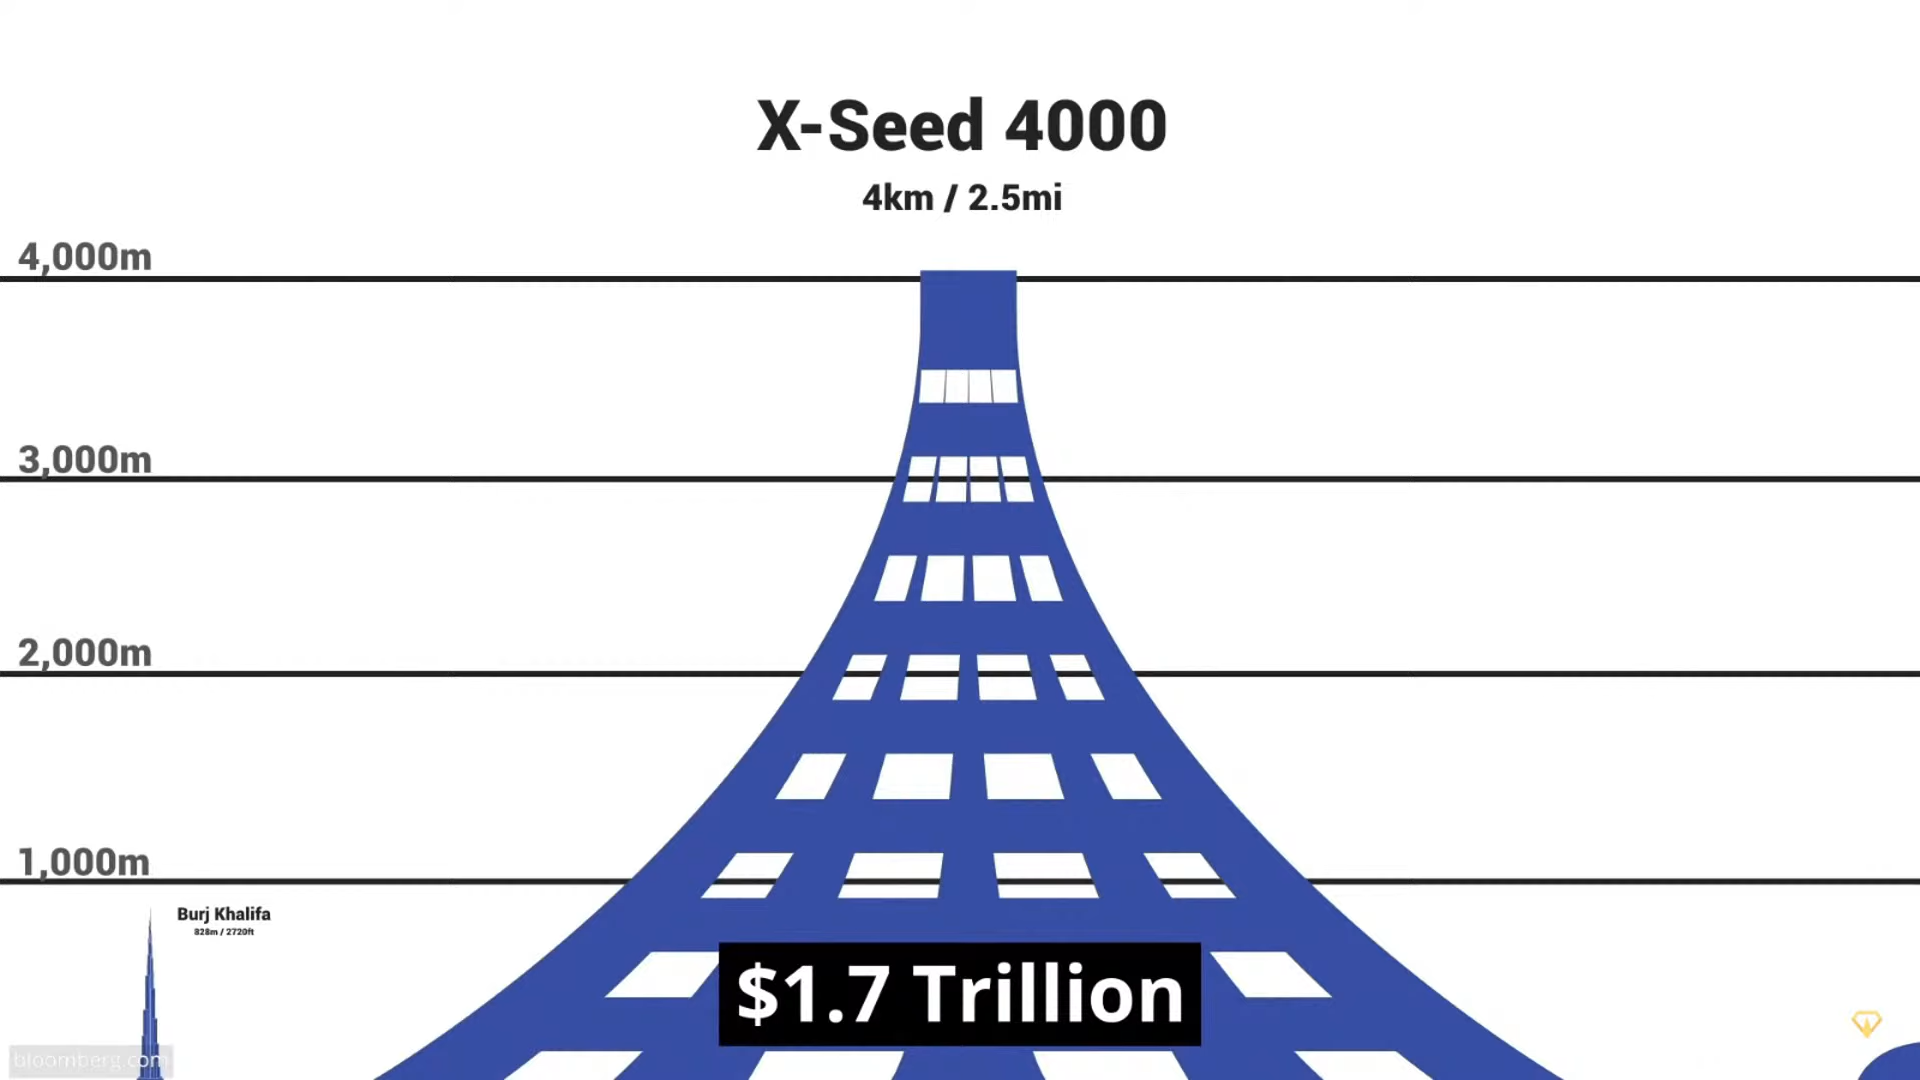 X-Seed 4000
4km / 2.5mi
4,000m
3,000m
2,000m
1,000m
Burj Khalifa
828m / 2720ft
$1.7 Trillion
bloomberg.com